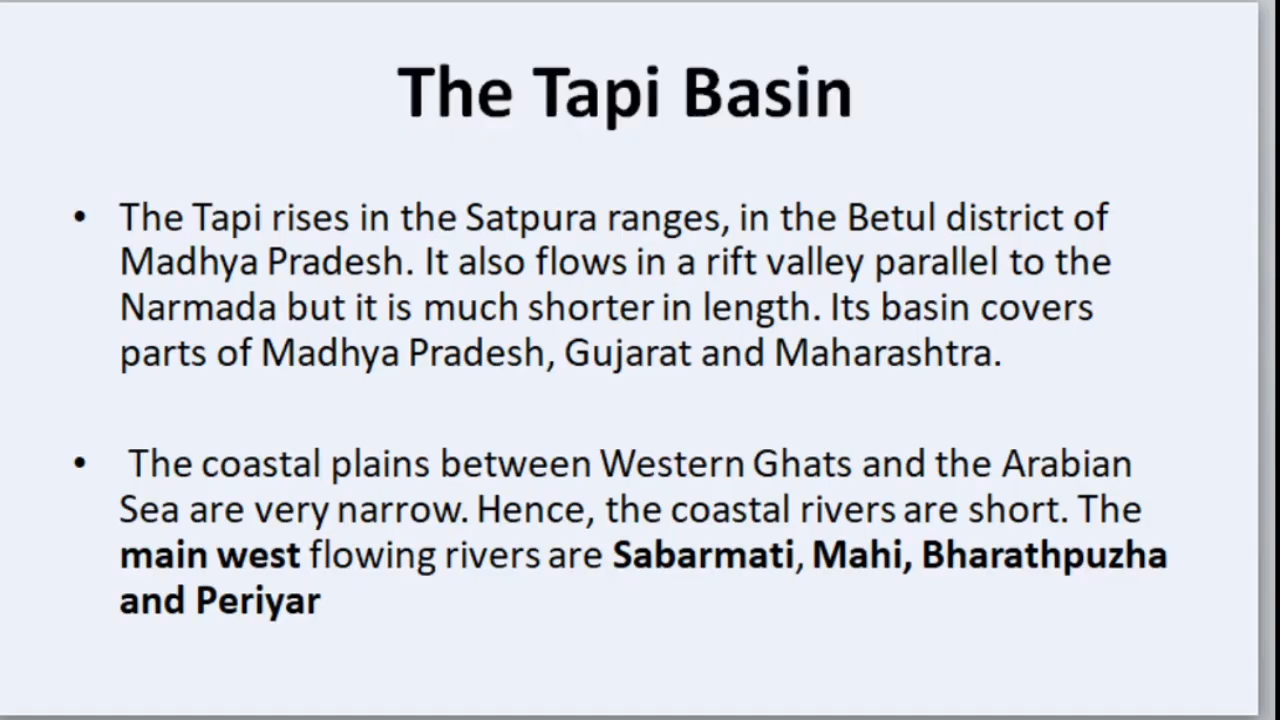 The Tapi Basin
• The Tapi rises in the Satpura ranges, in the Betul district of
Madhya Pradesh. It also flows in a rift valley parallel to the
Narmada but it is much shorter in length. Its basin covers
parts of Madhya Pradesh, Gujarat and Maharashtra.
• The coastal plains between Western Ghats and the Arabian
Sea are very narrow. Hence, the coastal rivers are short. The
main west flowing rivers are Sabarmati, Mahi, Bharathpuzha
and Periyar